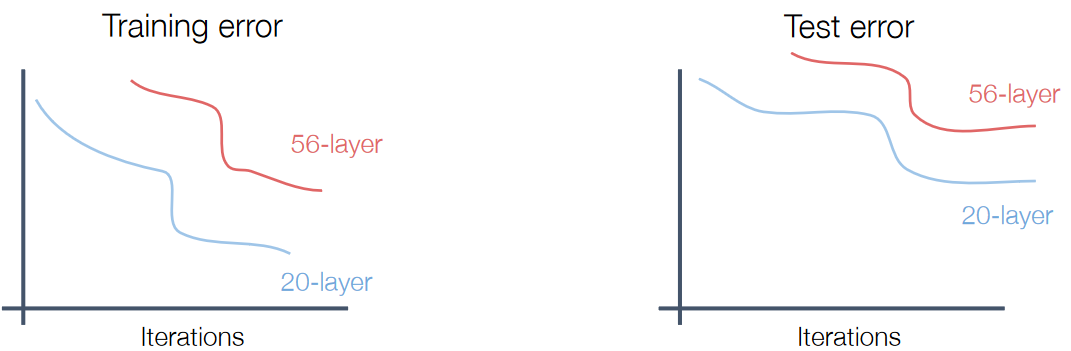 Training error
56-layer
20-layer
Iterations
Test error
56-layer
20-layer
Iterations